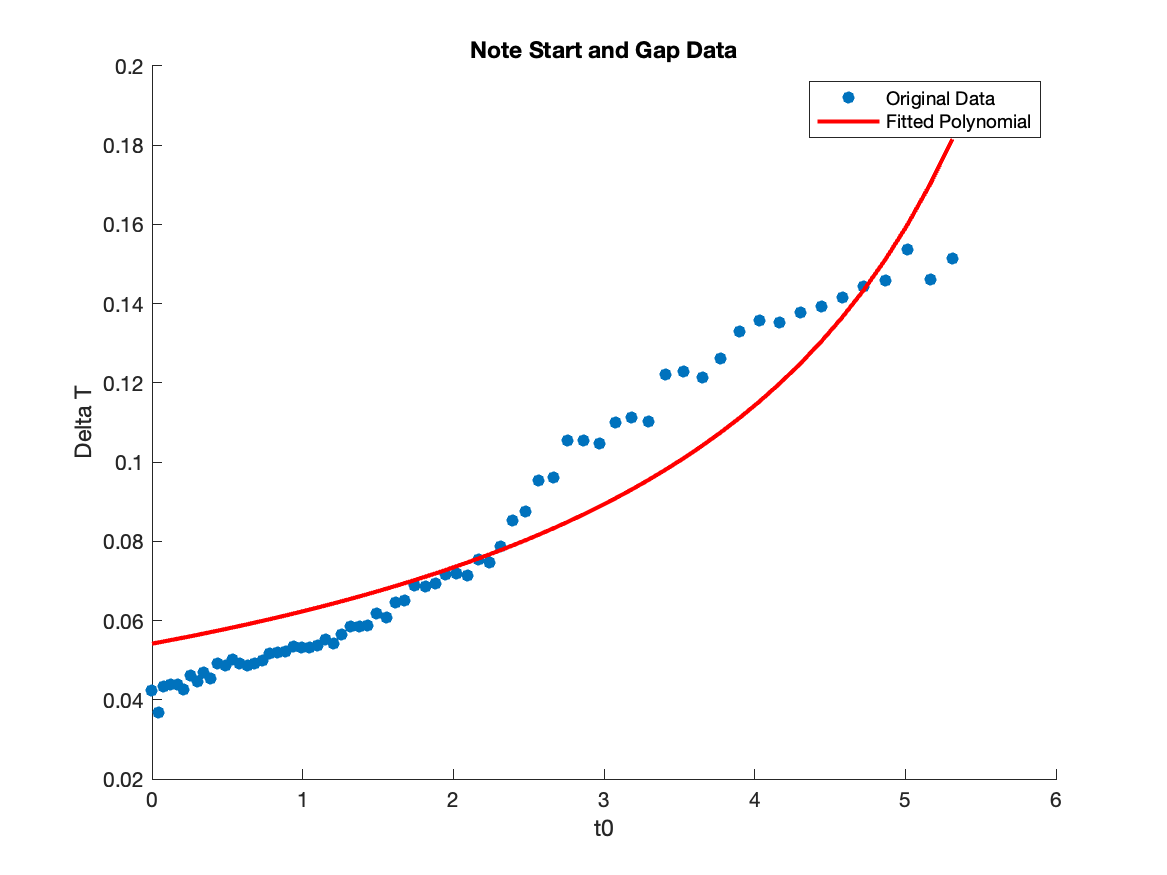 Note Start and Gap Data
0.2
0.18
0.16
0.14
0.12
0.1
0.08
0.06
0.04
0.02
Delta T
Original Data
Fitted Polynomial
0 1 2 3 4 5 6
t0